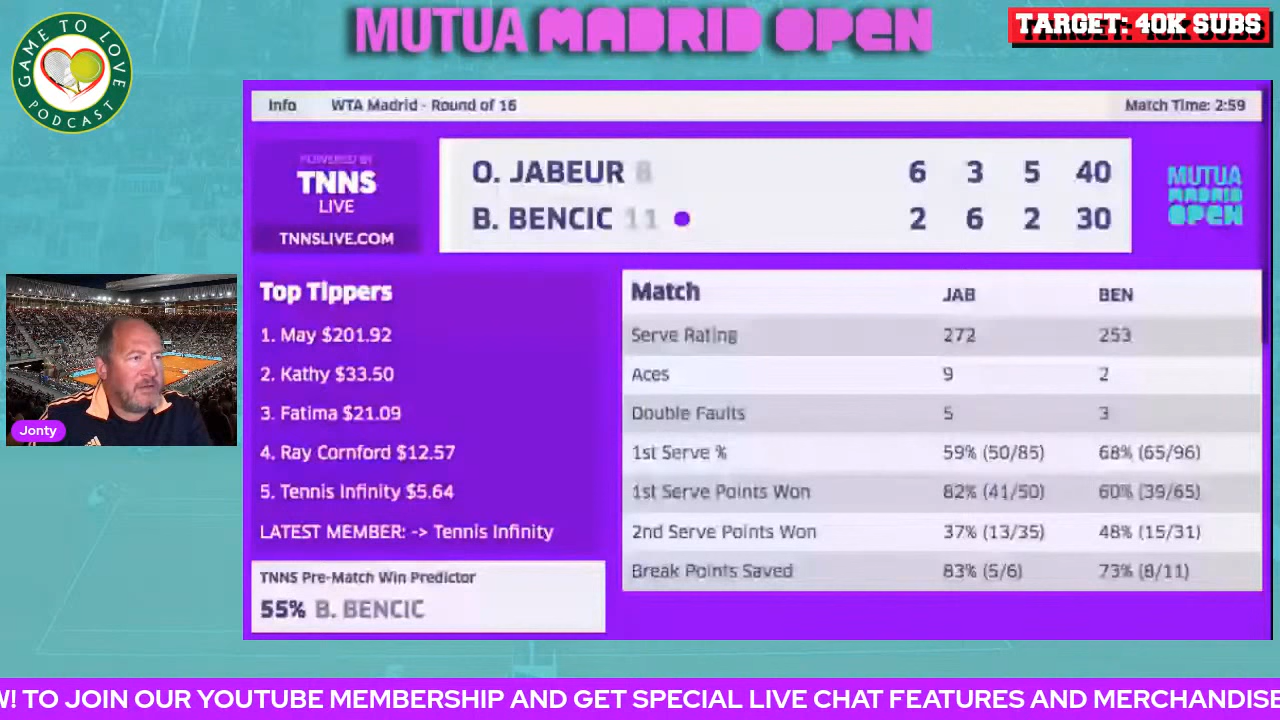 GAME TO LOVE
PODCAST
MUTUA MADRID OPEN
TARGET: 40K SUBS
Info WTA Madrid - Round of 16 Match Time: 2:59
POWERED BY
TNNS
LIVE
TNNSLIVE.COM
O. JABEUR 8 6 3 5 40
B. BENCIC 11 2 6 2 30
MUTUA
MADRID
OPEN
Top Tippers
1. May $201.92
2. Kathy $33.50
3. Fatima $21.09
4. Ray Cornford $12.57
5. Tennis Infinity $5.64
LATEST MEMBER: -> Tennis Infinity
TNNS Pre-Match Win Predictor
55% B. BENCIC
Match JAB BEN
Serve Rating 272 253
Aces 9 2
Double Faults 5 3
1st Serve % 59% (50/85) 68% (65/96)
1st Serve Points Won 82% (41/50) 60% (39/65)
2nd Serve Points Won 37% (13/35) 48% (15/31)
Break Points Saved 83% (5/6) 73% (8/11)
Jonty
W! TO JOIN OUR YOUTUBE MEMBERSHIP AND GET SPECIAL LIVE CHAT FEATURES AND MERCHANDISE